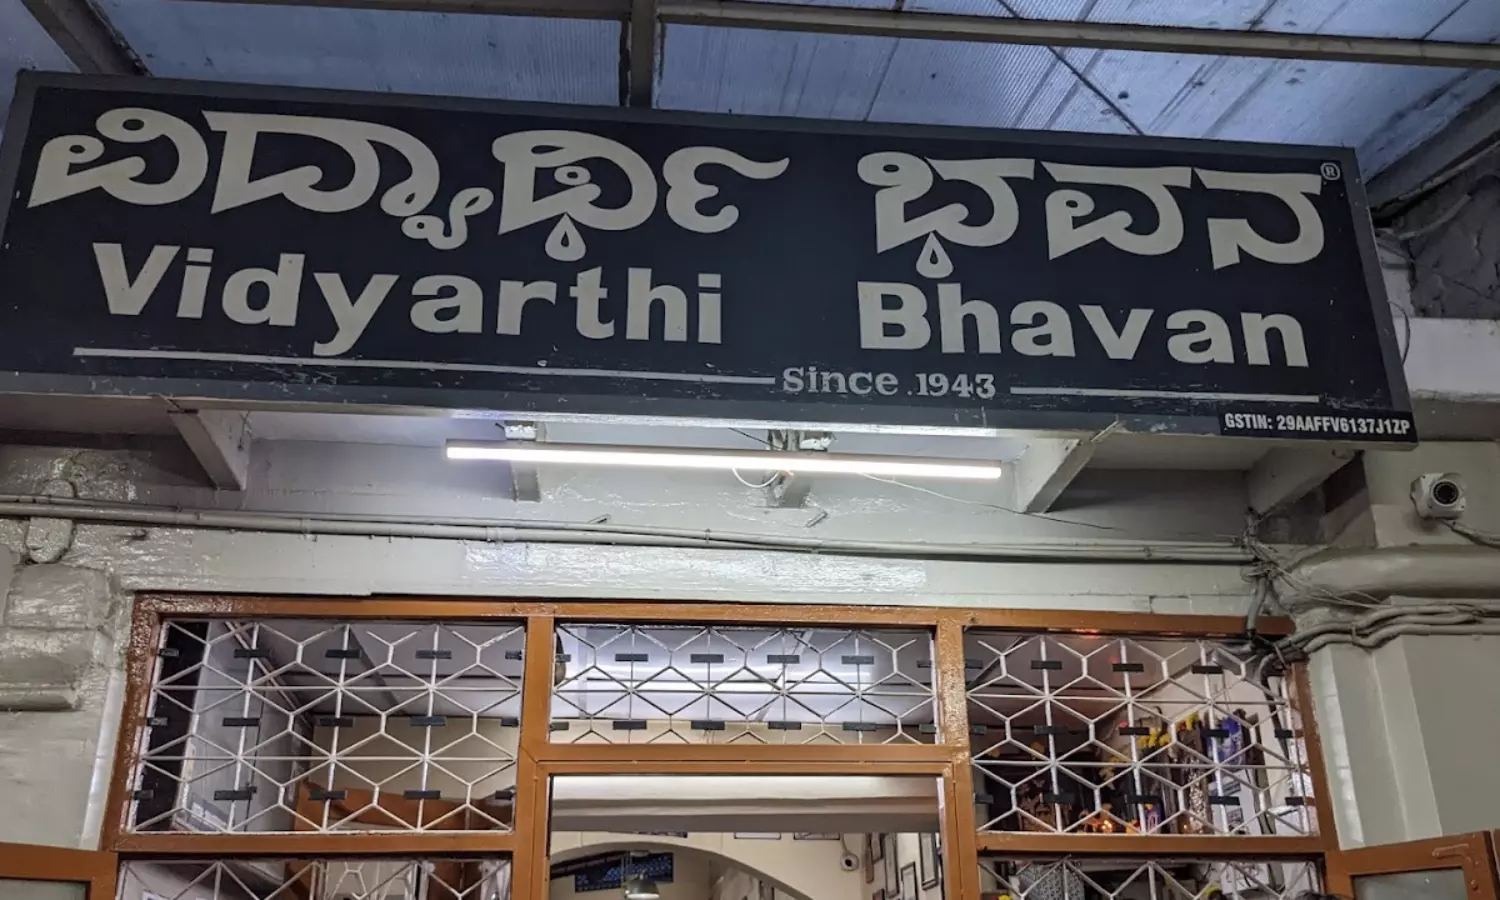 ವಿದ್ಯಾರ್ಥಿ ಭವನ ®
Vidyarthi Bhavan
Since.1943
GSTIN: 29AAFFV6137J1ZP